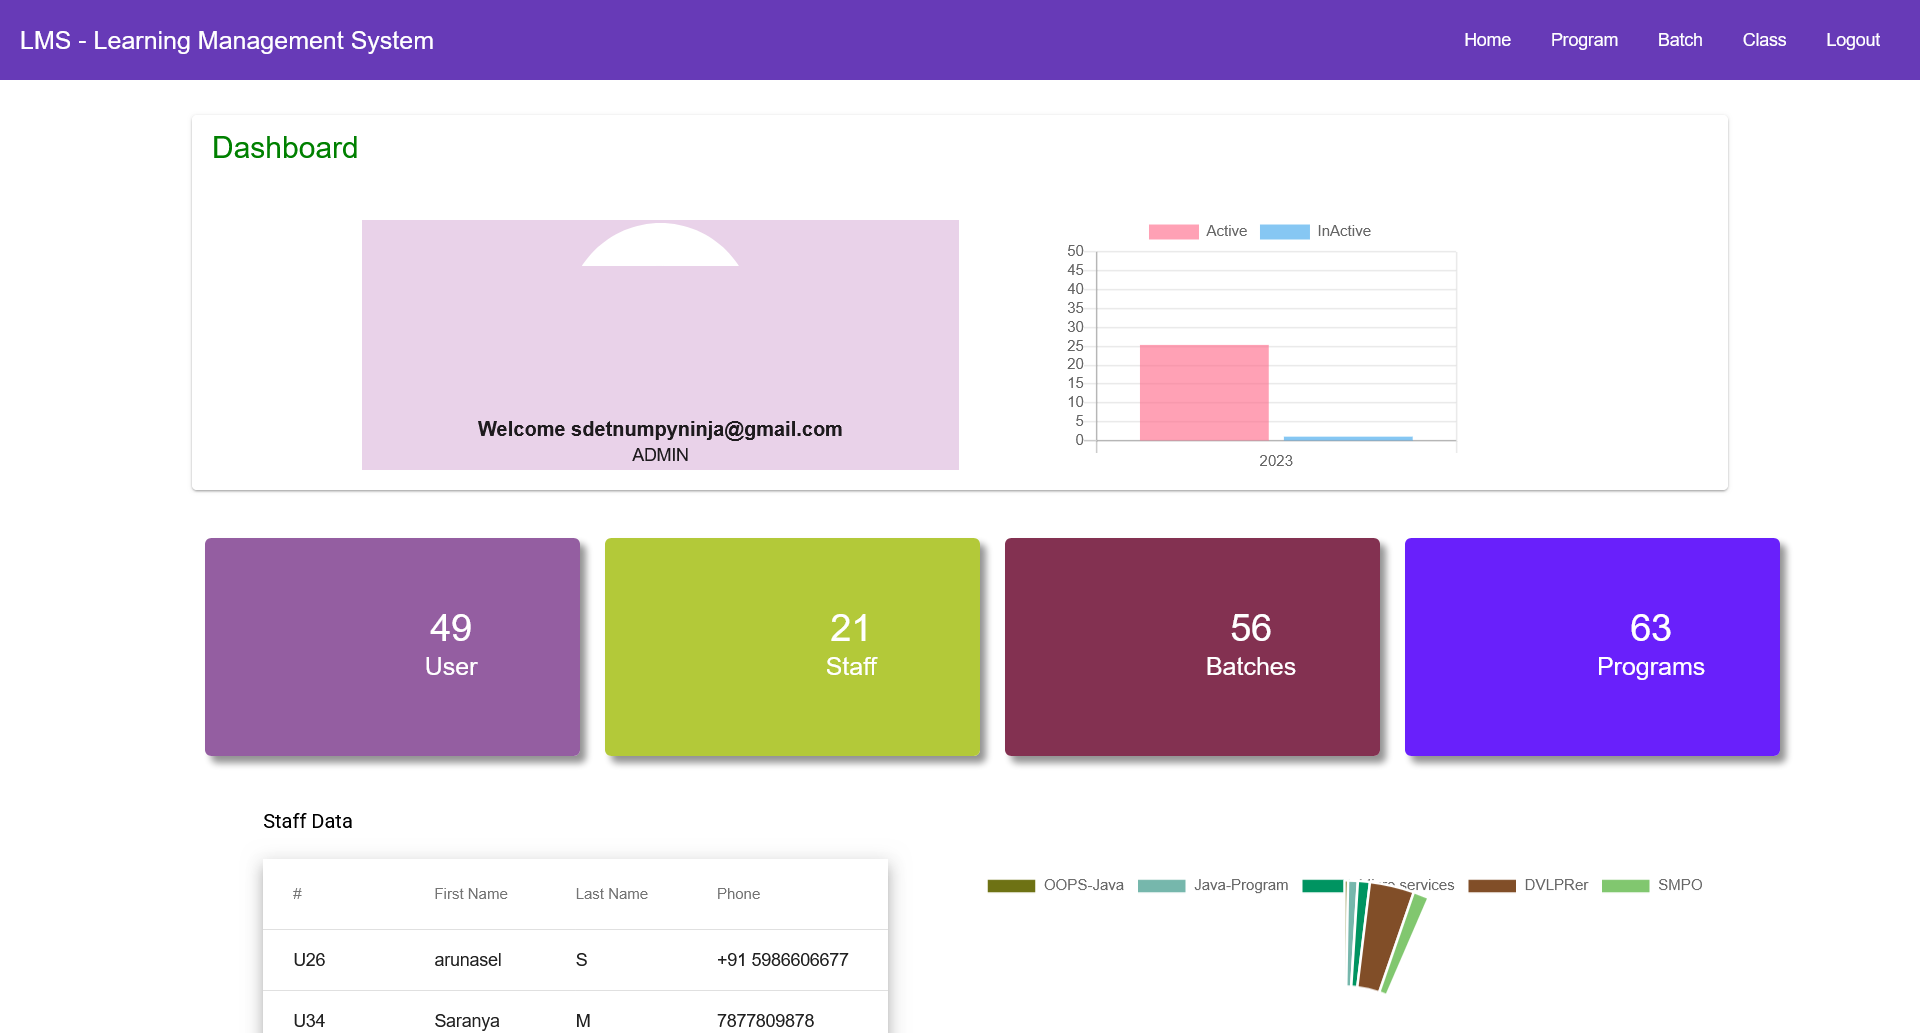 LMS - Learning Management System
Home Program Batch Class Logout
Dashboard
Welcome sdetnumpyninja@gmail.com
ADMIN
Active InActive
50
45
40
35
30
25
20
15
10
5
0
2023
49
User
21
Staff
56
Batches
63
Programs
Staff Data
# First Name Last Name Phone
U26 arunasel S +91 5986606677
U34 Saranya M 7877809878
OOPS-Java Java-Program services DVLPRer SMPO